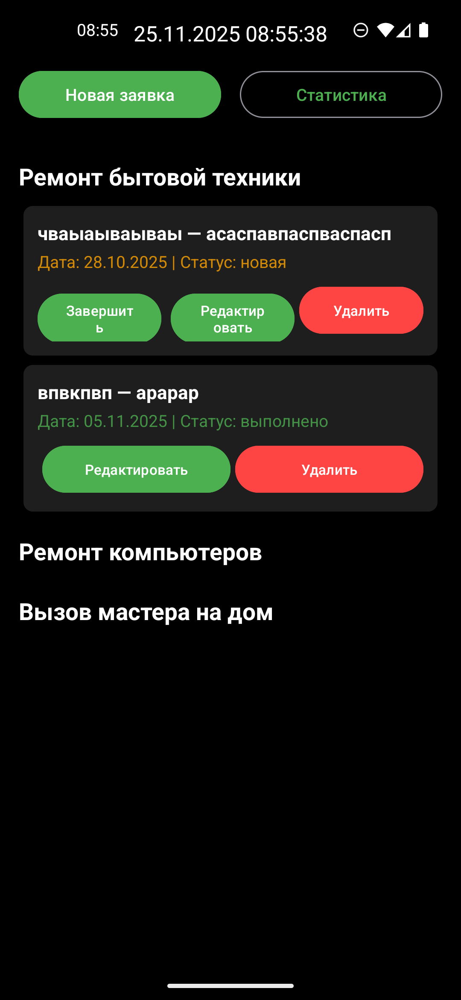 08:55
25.11.2025 08:55:38
Новая заявка
Статистика
Ремонт бытовой техники
чваыаываываы — асаспавпаспваспасп
Дата: 28.10.2025 | Статус: новая
Завершит
ь
Редактир
овать
Удалить
впвкпвп — арарар
Дата: 05.11.2025 | Статус: выполнено
Редактировать
Удалить
Ремонт компьютеров
Вызов мастера на дом